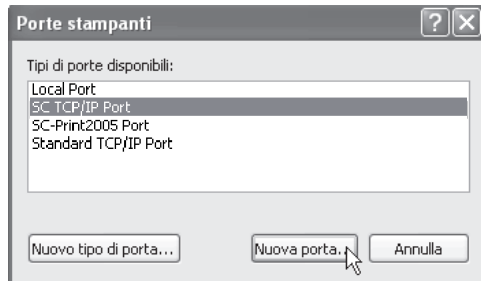 Porte stampanti
Tipi di porte disponibili:
Local Port
SC TCP/IP Port
SC-Print2005 Port
Standard TCP/IP Port
Nuovo tipo di porta... Nuova porta... Annulla